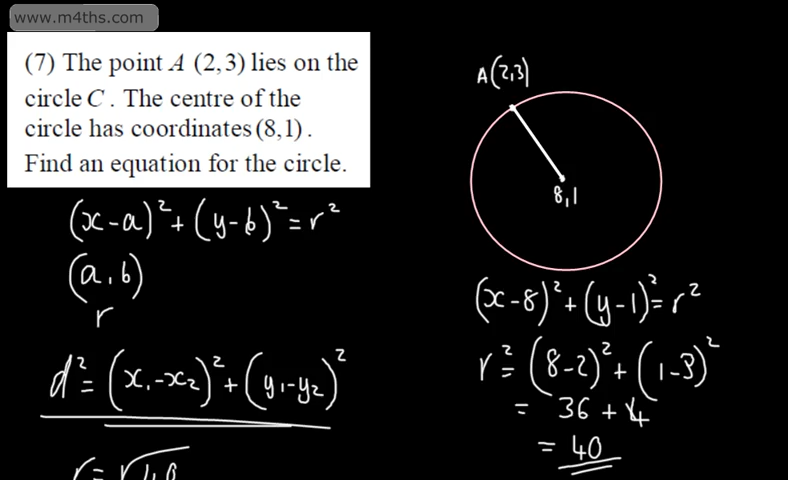 www.m4ths.com
(7) The point A (2,3) lies on the
circle C . The centre of the
circle has coordinates (8,1) .
Find an equation for the circle.
(x-a)²+(y-b)²=r²
(a,b)
r
d²=(x₁-x₂)²+(y₁-y₂)²
A(2,3)
8,1
(x-8)²+(y-1)²=r²
r²=(8-2)²+(1-3)²
= 36 + 4
= 40